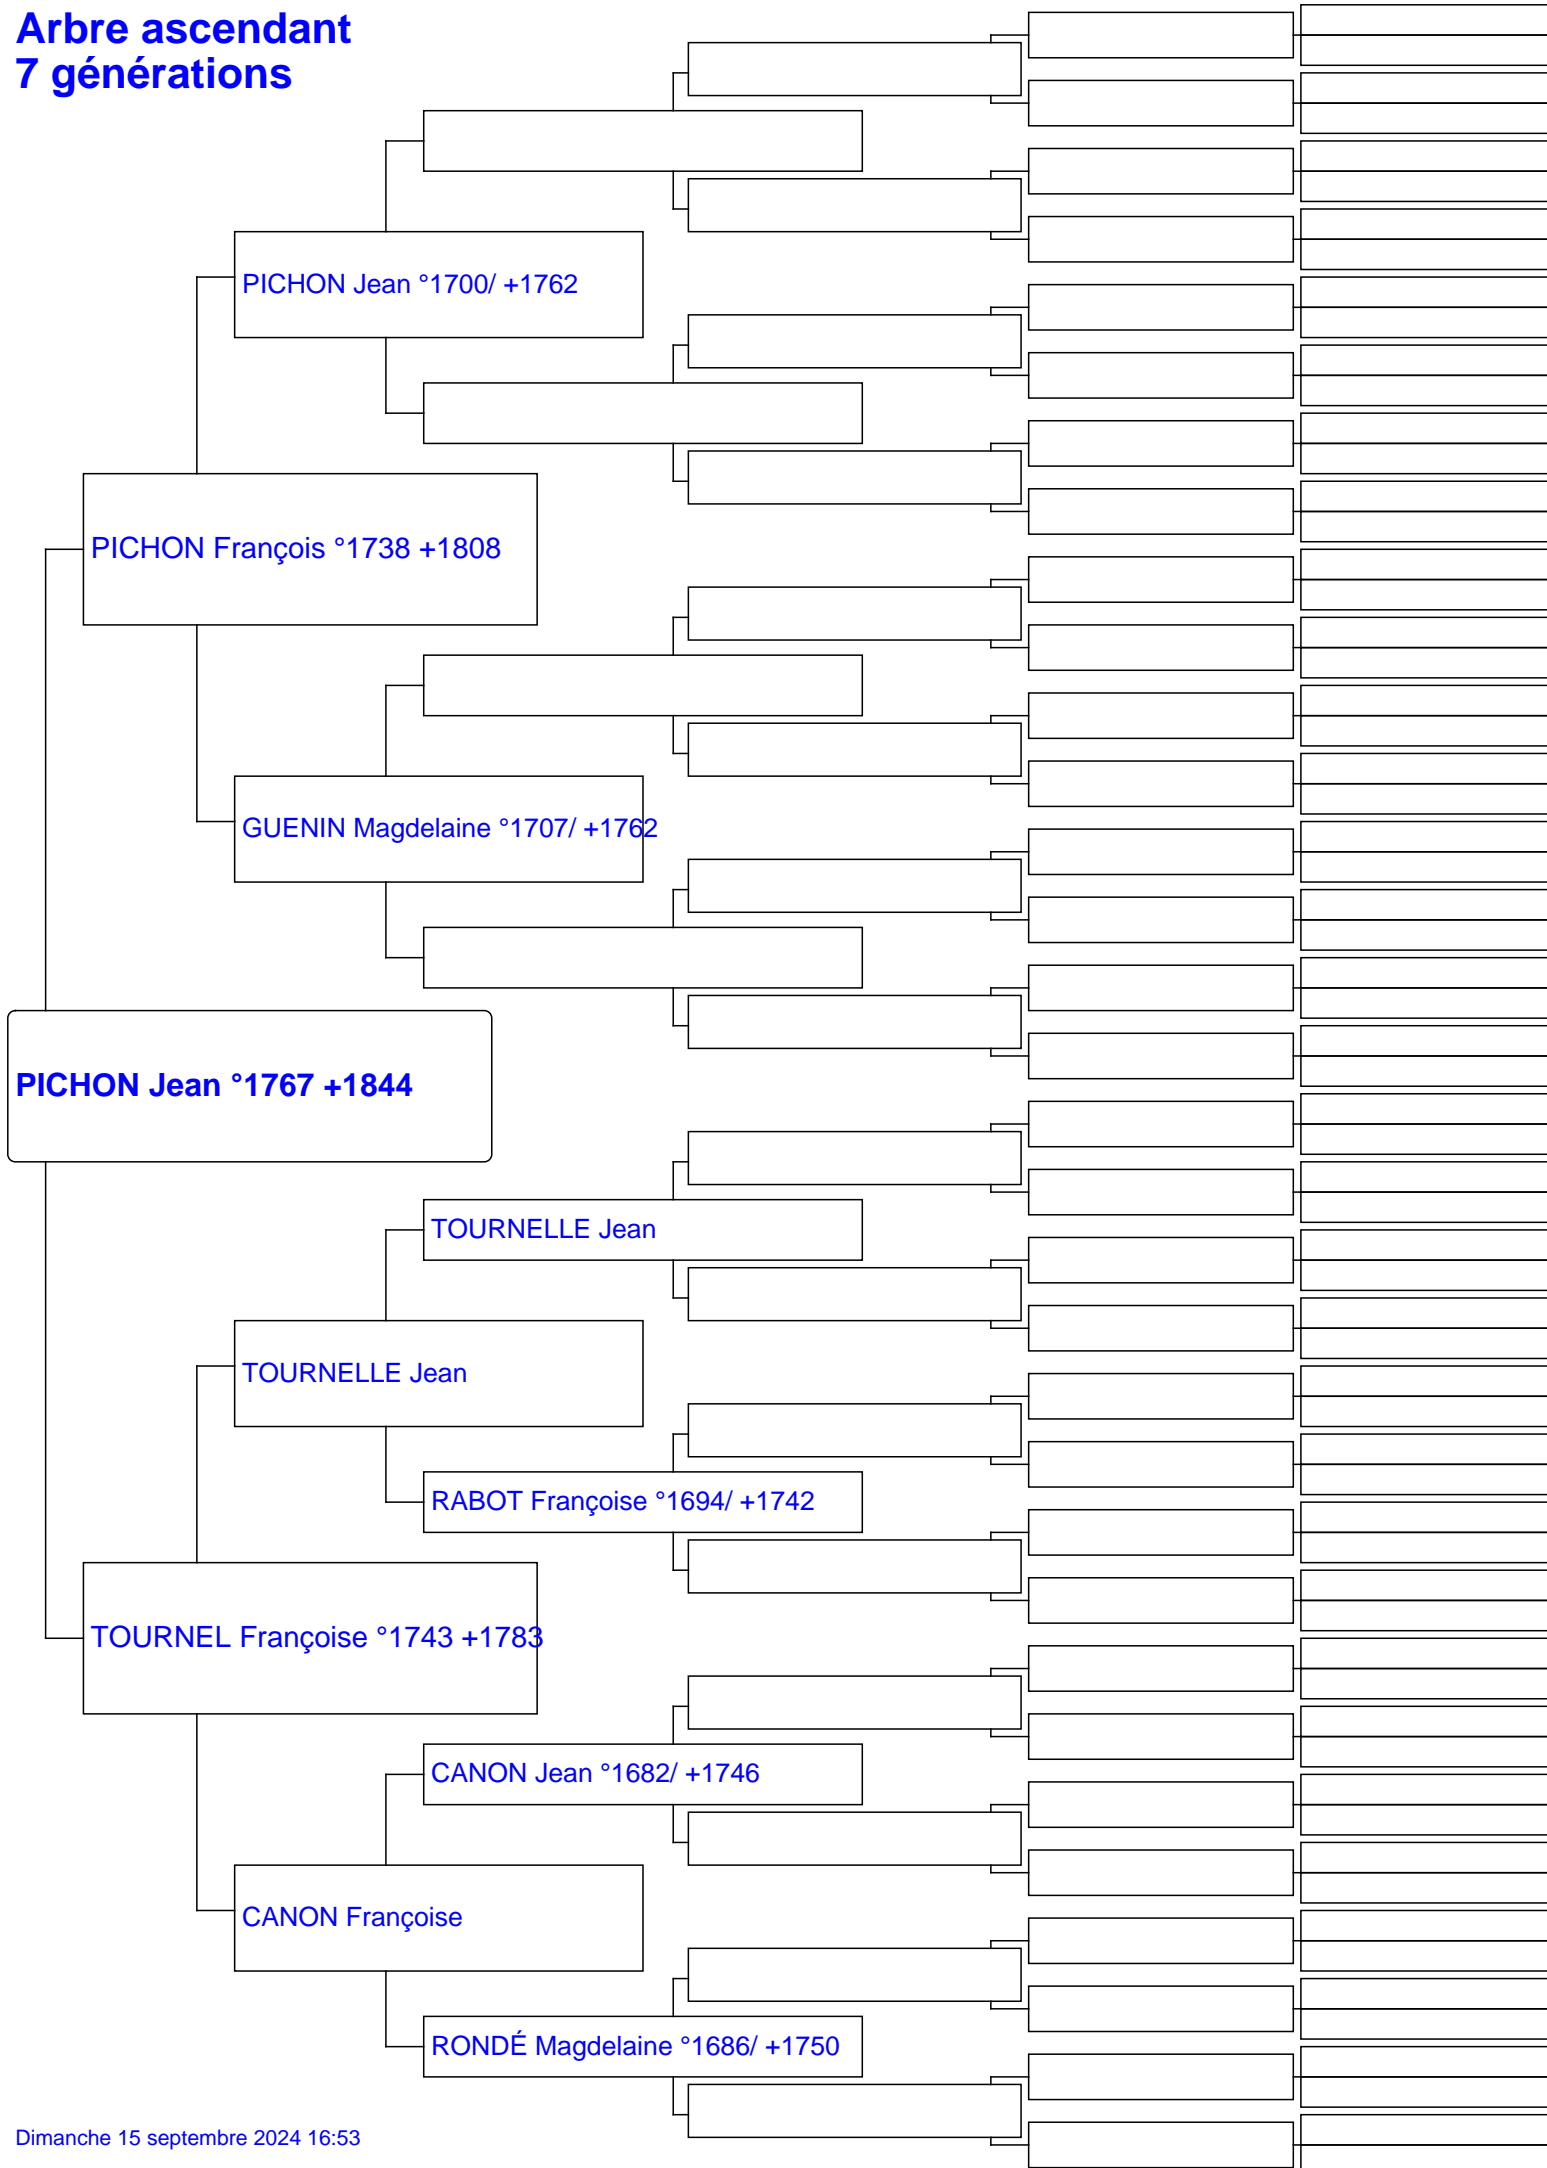 Arbre ascendant
7 générations
PICHON Jean °1700/ +1762
PICHON François °1738 +1808
GUENIN Magdelaine °1707/ +1762
PICHON Jean °1767 +1844
TOURNELLE Jean
TOURNELLE Jean
RABOT Françoise °1694/ +1742
TOURNEL Françoise °1743 +1783
CANON Jean °1682/ +1746
CANON Françoise
RONDÉ Magdelaine °1686/ +1750
Dimanche 15 septembre 2024 16:53